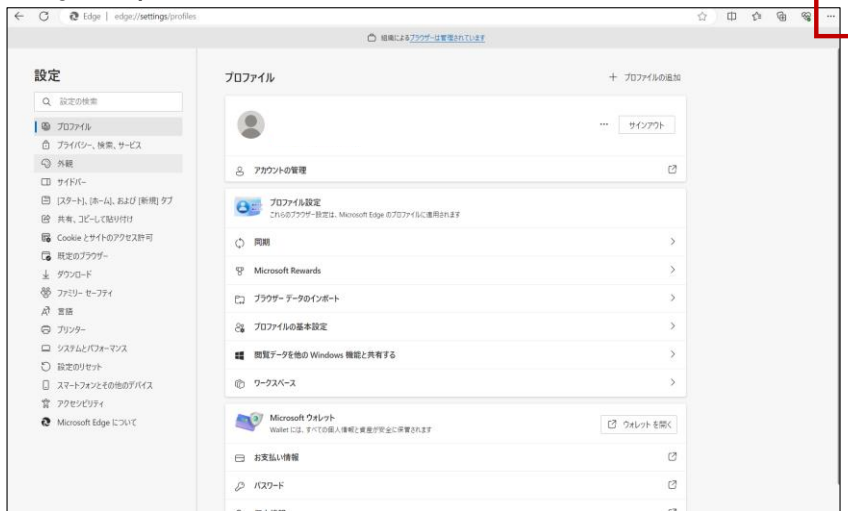 Edge
edge://settings/profiles
組織によるブラウザーは管理されています
設定
設定の検索
プロファイル
プライバシー、検索、サービス
外観
サイドバー
[スタート]、[ホーム]、および [新規] タブ
共有、コピーして貼り付け
Cookie とサイトのアクセス許可
既定のブラウザー
ダウンロード
ファミリー セーフティ
言語
プリンター
システムとパフォーマンス
設定のリセット
スマートフォンとその他のデバイス
アクセシビリティ
Microsoft Edge について
プロファイル
プロファイルの追加
サインアウト
アカウントの管理
プロファイル設定
これらのブラウザー設定は、Microsoft Edge のプロファイルに適用されます
同期
Microsoft Rewards
ブラウザー データのインポート
プロファイルの基本設定
閲覧データを他の Windows 機能と共有する
ワークスペース
Microsoft ウォレット
Wallet には、すべての個人情報と資産が安全に保管されます
ウォレットを開く
お支払い情報
パスワード